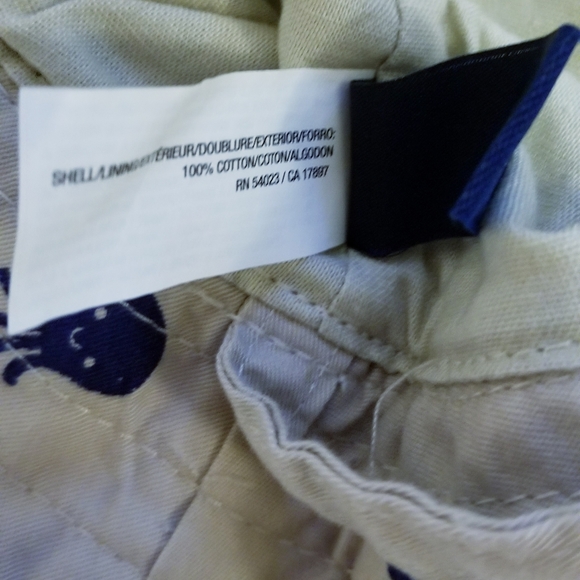 SHELL/LINING/EXTÉRIEUR/DOUBLURE/EXTERIOR/FORRO:
100% COTTON/COTON/ALGODON
RN 54023 / CA 17897